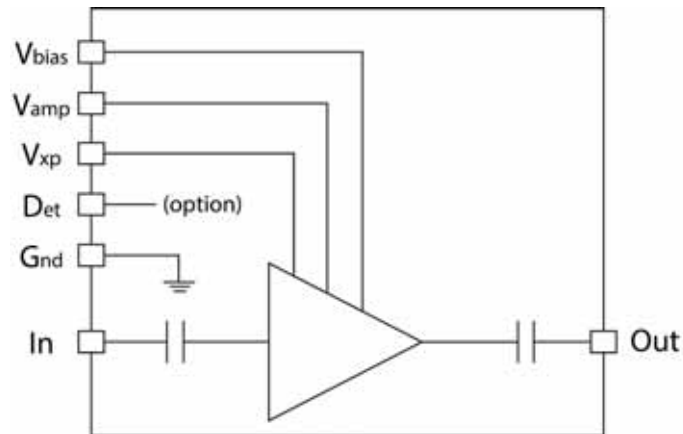 Vbias
Vamp
Vxp
Det (option)
Gnd
In Out